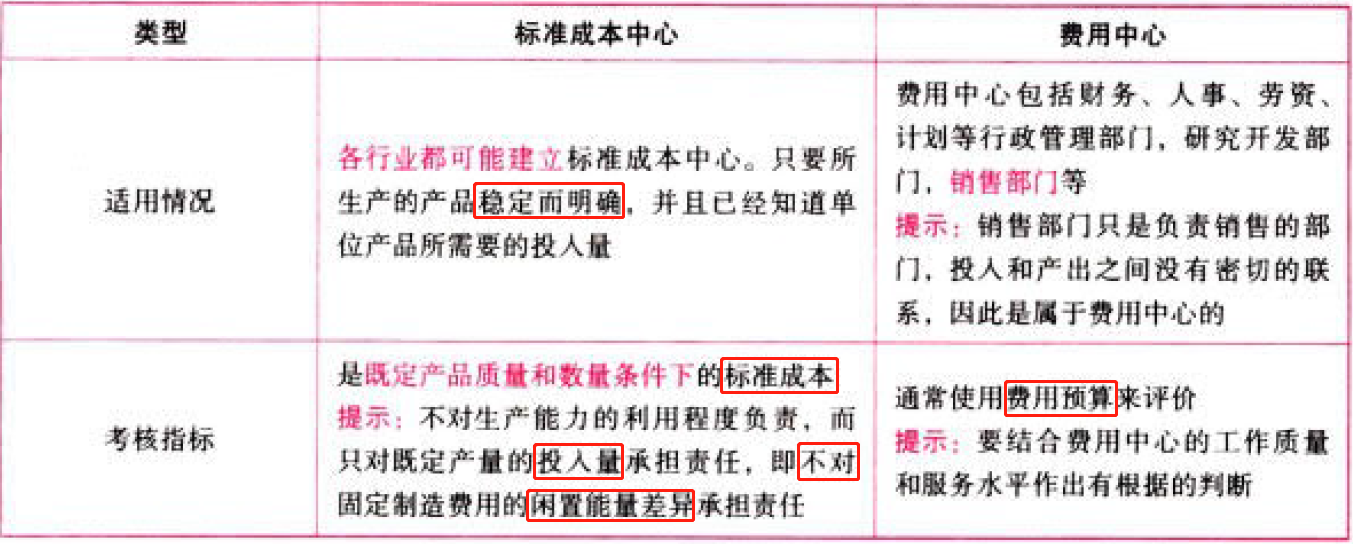 类型
标准成本中心
费用中心
适用情况
各行业都可能建立标准成本中心。只要所
生产的产品稳定而明确，并且已经知道单
位产品所需要的投入量
费用中心包括财务、人事、劳资、
计划等行政管理部门，研究开发部
门，销售部门等
提示：销售部门只是负责销售的部
门，投入和产出之间没有密切的联
系，因此是属于费用中心的
考核指标
是既定产品质量和数量条件下的标准成本
提示：不对生产能力的利用程度负责，而
只对既定产量的投入量承担责任，即不对
固定制造费用的闲置能量差异承担责任
通常使用费用预算来评价
提示：要结合费用中心的工作质量
和服务水平作出有根据的判断